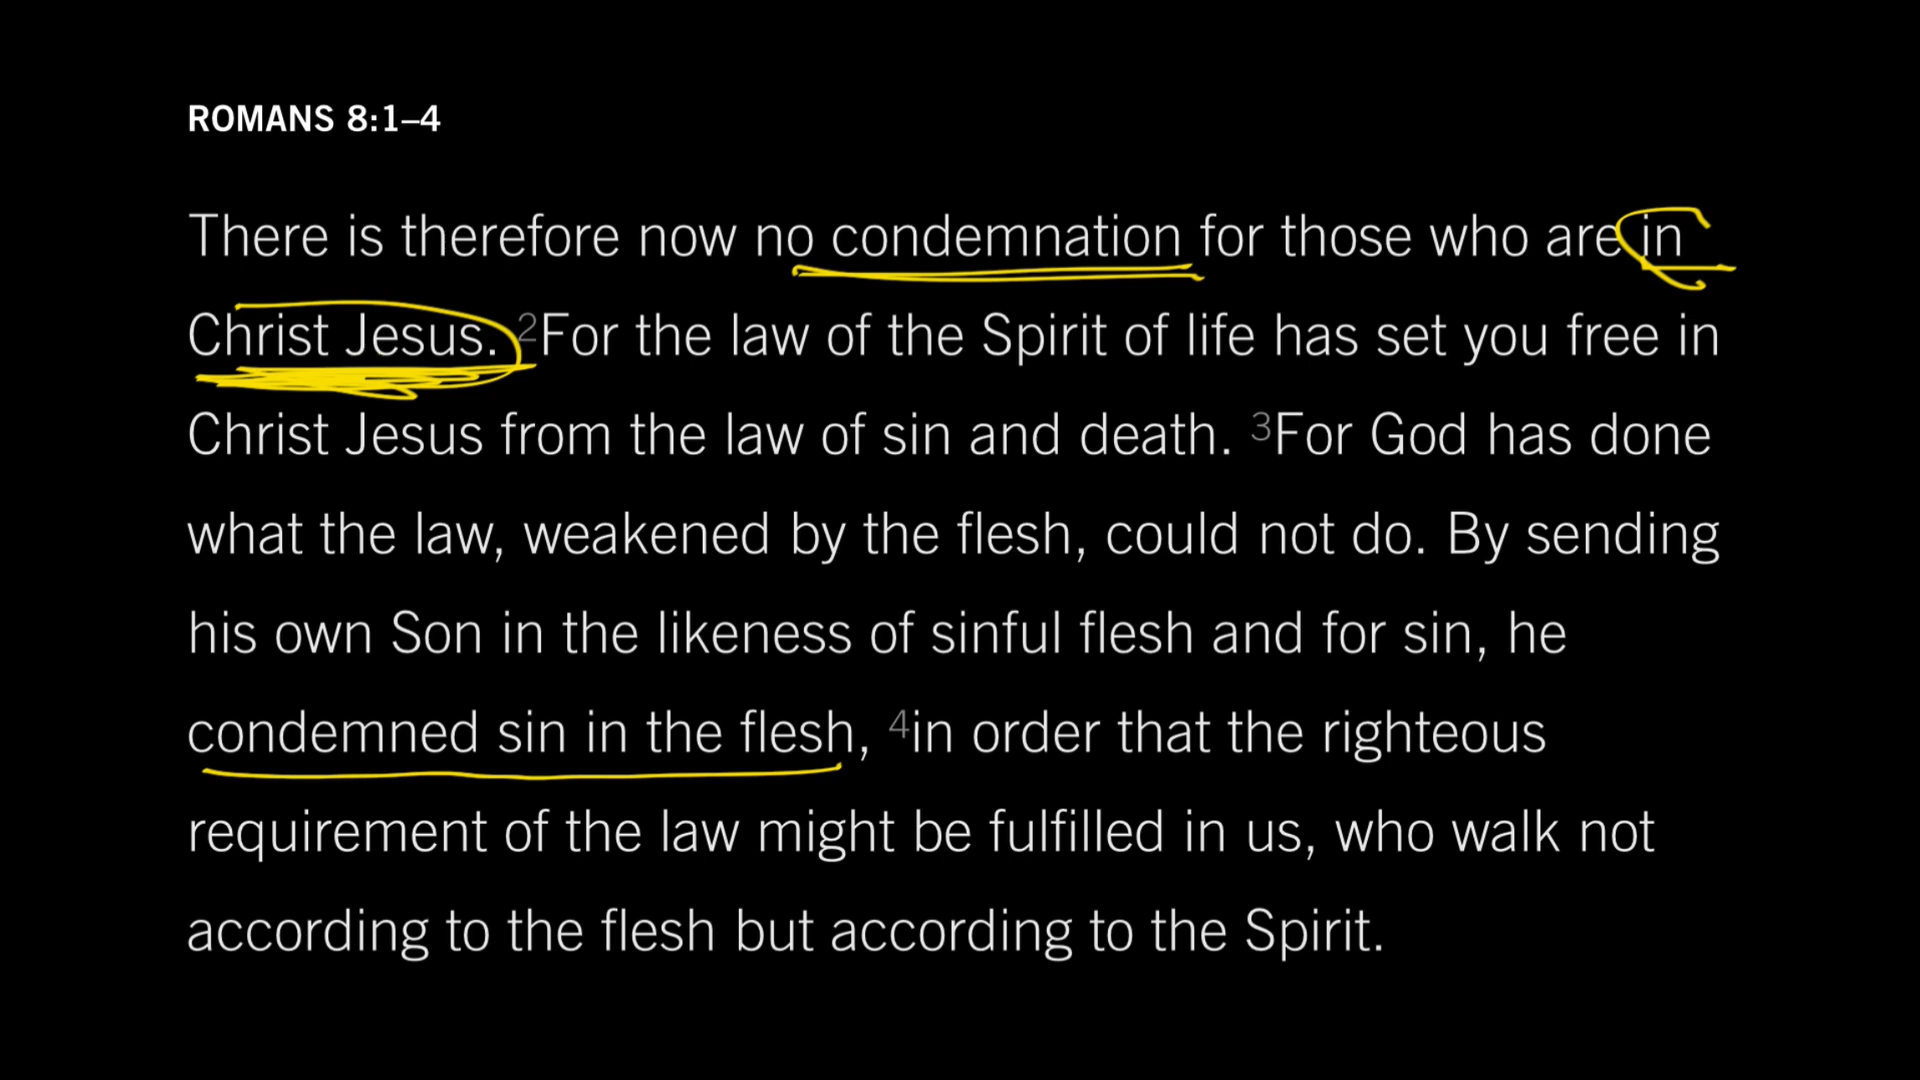 ROMANS 8:1–4
There is therefore now no condemnation for those who are in
Christ Jesus. 2For the law of the Spirit of life has set you free in
Christ Jesus from the law of sin and death. 3For God has done
what the law, weakened by the flesh, could not do. By sending
his own Son in the likeness of sinful flesh and for sin, he
condemned sin in the flesh, 4in order that the righteous
requirement of the law might be fulfilled in us, who walk not
according to the flesh but according to the Spirit.